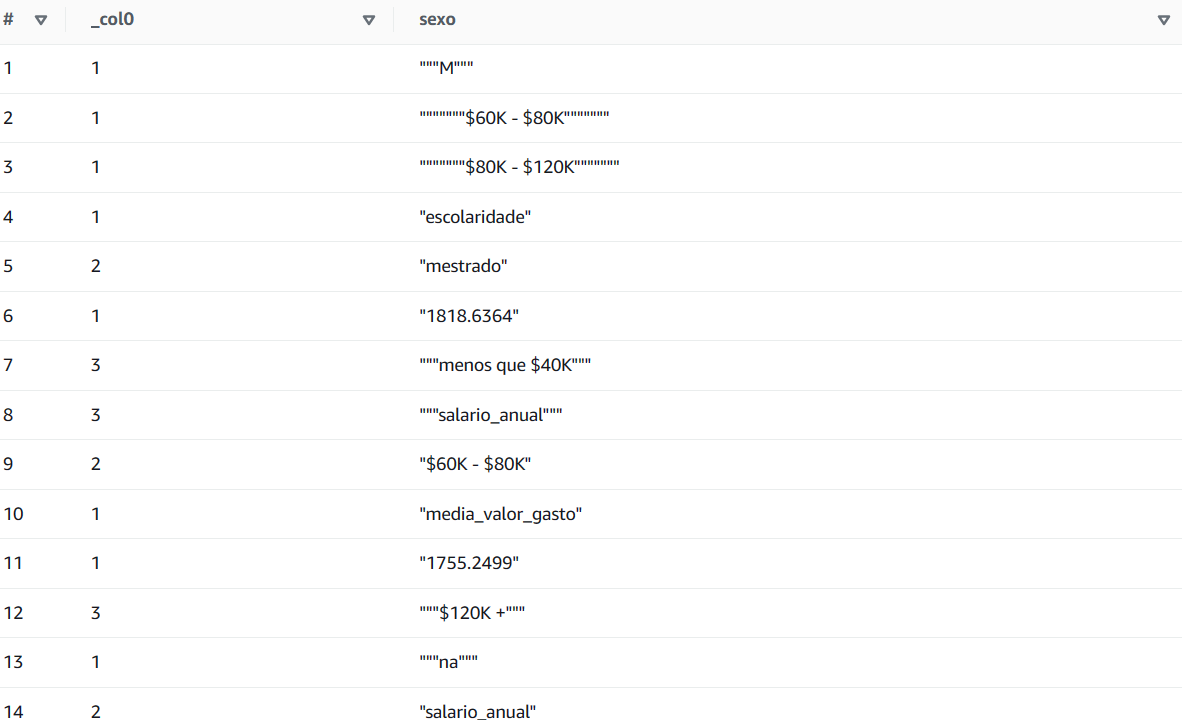 # _col0 sexo
1 1 """M"""
2 1 """""""$60K - $80K"""""""
3 1 """""""$80K - $120K"""""""
4 1 "escolaridade"
5 2 "mestrado"
6 1 "1818.6364"
7 3 """menos que $40K"""
8 3 """salario_anual"""
9 2 "$60K - $80K"
10 1 "media_valor_gasto"
11 1 "1755.2499"
12 3 """$120K +"""
13 1 """na"""
14 2 "salario_anual"